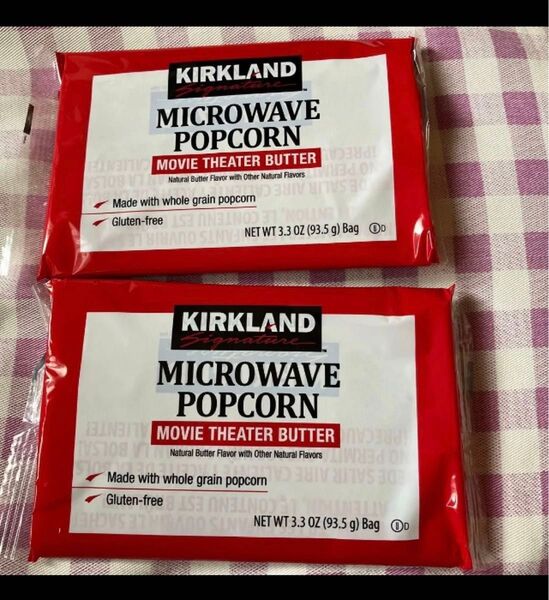 KIRKLAND
Signature™
MICROWAVE
POPCORN
MOVIE THEATER BUTTER
Natural Butter Flavor with Other Natural Flavors
Made with whole grain popcorn
Gluten-free
NET WT 3.3 OZ (93.5 g) Bag Ⓤ D
KIRKLAND
Signature™
MICROWAVE
POPCORN
MOVIE THEATER BUTTER
Natural Butter Flavor with Other Natural Flavors
Made with whole grain popcorn
Gluten-free
NET WT 3.3 OZ (93.5 g) Bag Ⓤ D